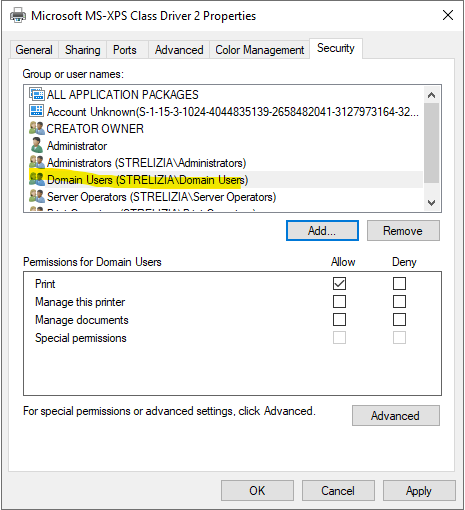 Microsoft MS-XPS Class Driver 2 Properties
General Sharing Ports Advanced Color Management Security
Group or user names:
ALL APPLICATION PACKAGES
Account Unknown(S-1-15-3-1024-4044835139-2658482041-3127973164-32...
CREATOR OWNER
Administrator
Administrators (STRELIZIA\Administrators)
Domain Users (STRELIZIA\Domain Users)
Server Operators (STRELIZIA\Server Operators)
Add... Remove
Permissions for Domain Users Allow Deny
Print
Manage this printer
Manage documents
Special permissions
For special permissions or advanced settings, click Advanced.
Advanced
OK Cancel Apply